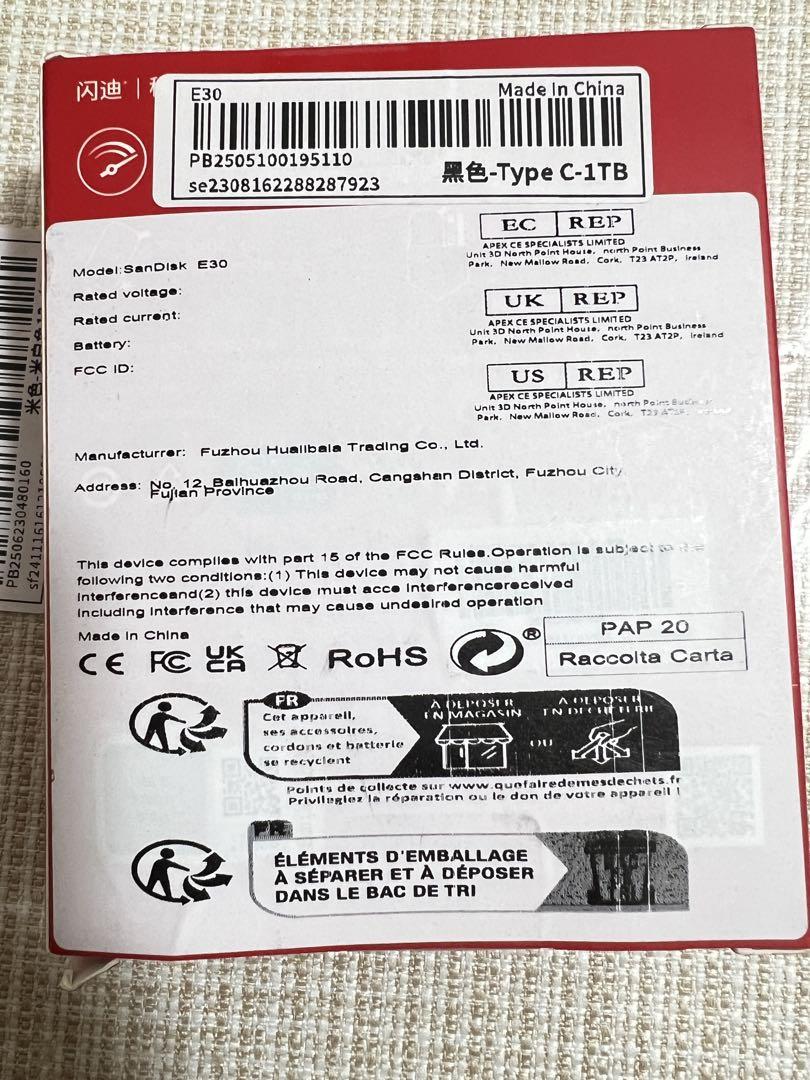 闪迪
E30
Made In China
PB2505100195110
se2308162288287923
黑色-Type C-1TB
EC REP
APEX CE SPECIALISTS LIMITED
Unit 3D North Point House, north Point Business
Park, New Mallow Road, Cork, T23 AT2P, Ireland
Model:SanDisk E30
Rated voltage:
Rated current:
Battery:
FCC ID:
UK REP
APEX CE SPECIALISTS LIMITED
Unit 3D North Point House, north Point Business
Park, New Mallow Road, Cork, T23 AT2P, Ireland
US REP
APEX CE SPECIALISTS LIMITED
Unit 3D North Point House, north Point Business
Park, New Mallow Road, Cork, T23 AT2P,
Manufacturrer: Fuzhou Huaiibaia Trading Co., Ltd.
Address: No. 12, Baihuazhou Road, Cangshan District, Fuzhou City
Fujian Province
This device complies with part 15 of the FCC Rules.Operation is subject to the
following two conditions:(1) This device may not cause harmful
interferenceand(2) this device must acce interferencereceived
including interference that may cause undesired operation
Made in China
CE FC UK CA RoHS ®
PAP 20
Raccolta Carta
FR
Cet appareil,
ses accessoires,
cordons et batterie
se recyclent
À DÉPOSER
EN MAGASIN
OU
À DÉPOSER
EN DÉCHÈTERIE
Points de collecte sur www.quefairedemesdechets.fr
Privilegiez la réparation ou le don de votre appareil !
FR
ÉLÉMENTS D'EMBALLAGE
À SÉPARER ET À DÉPOSER
DANS LE BAC DE TRI
PB2506230480160